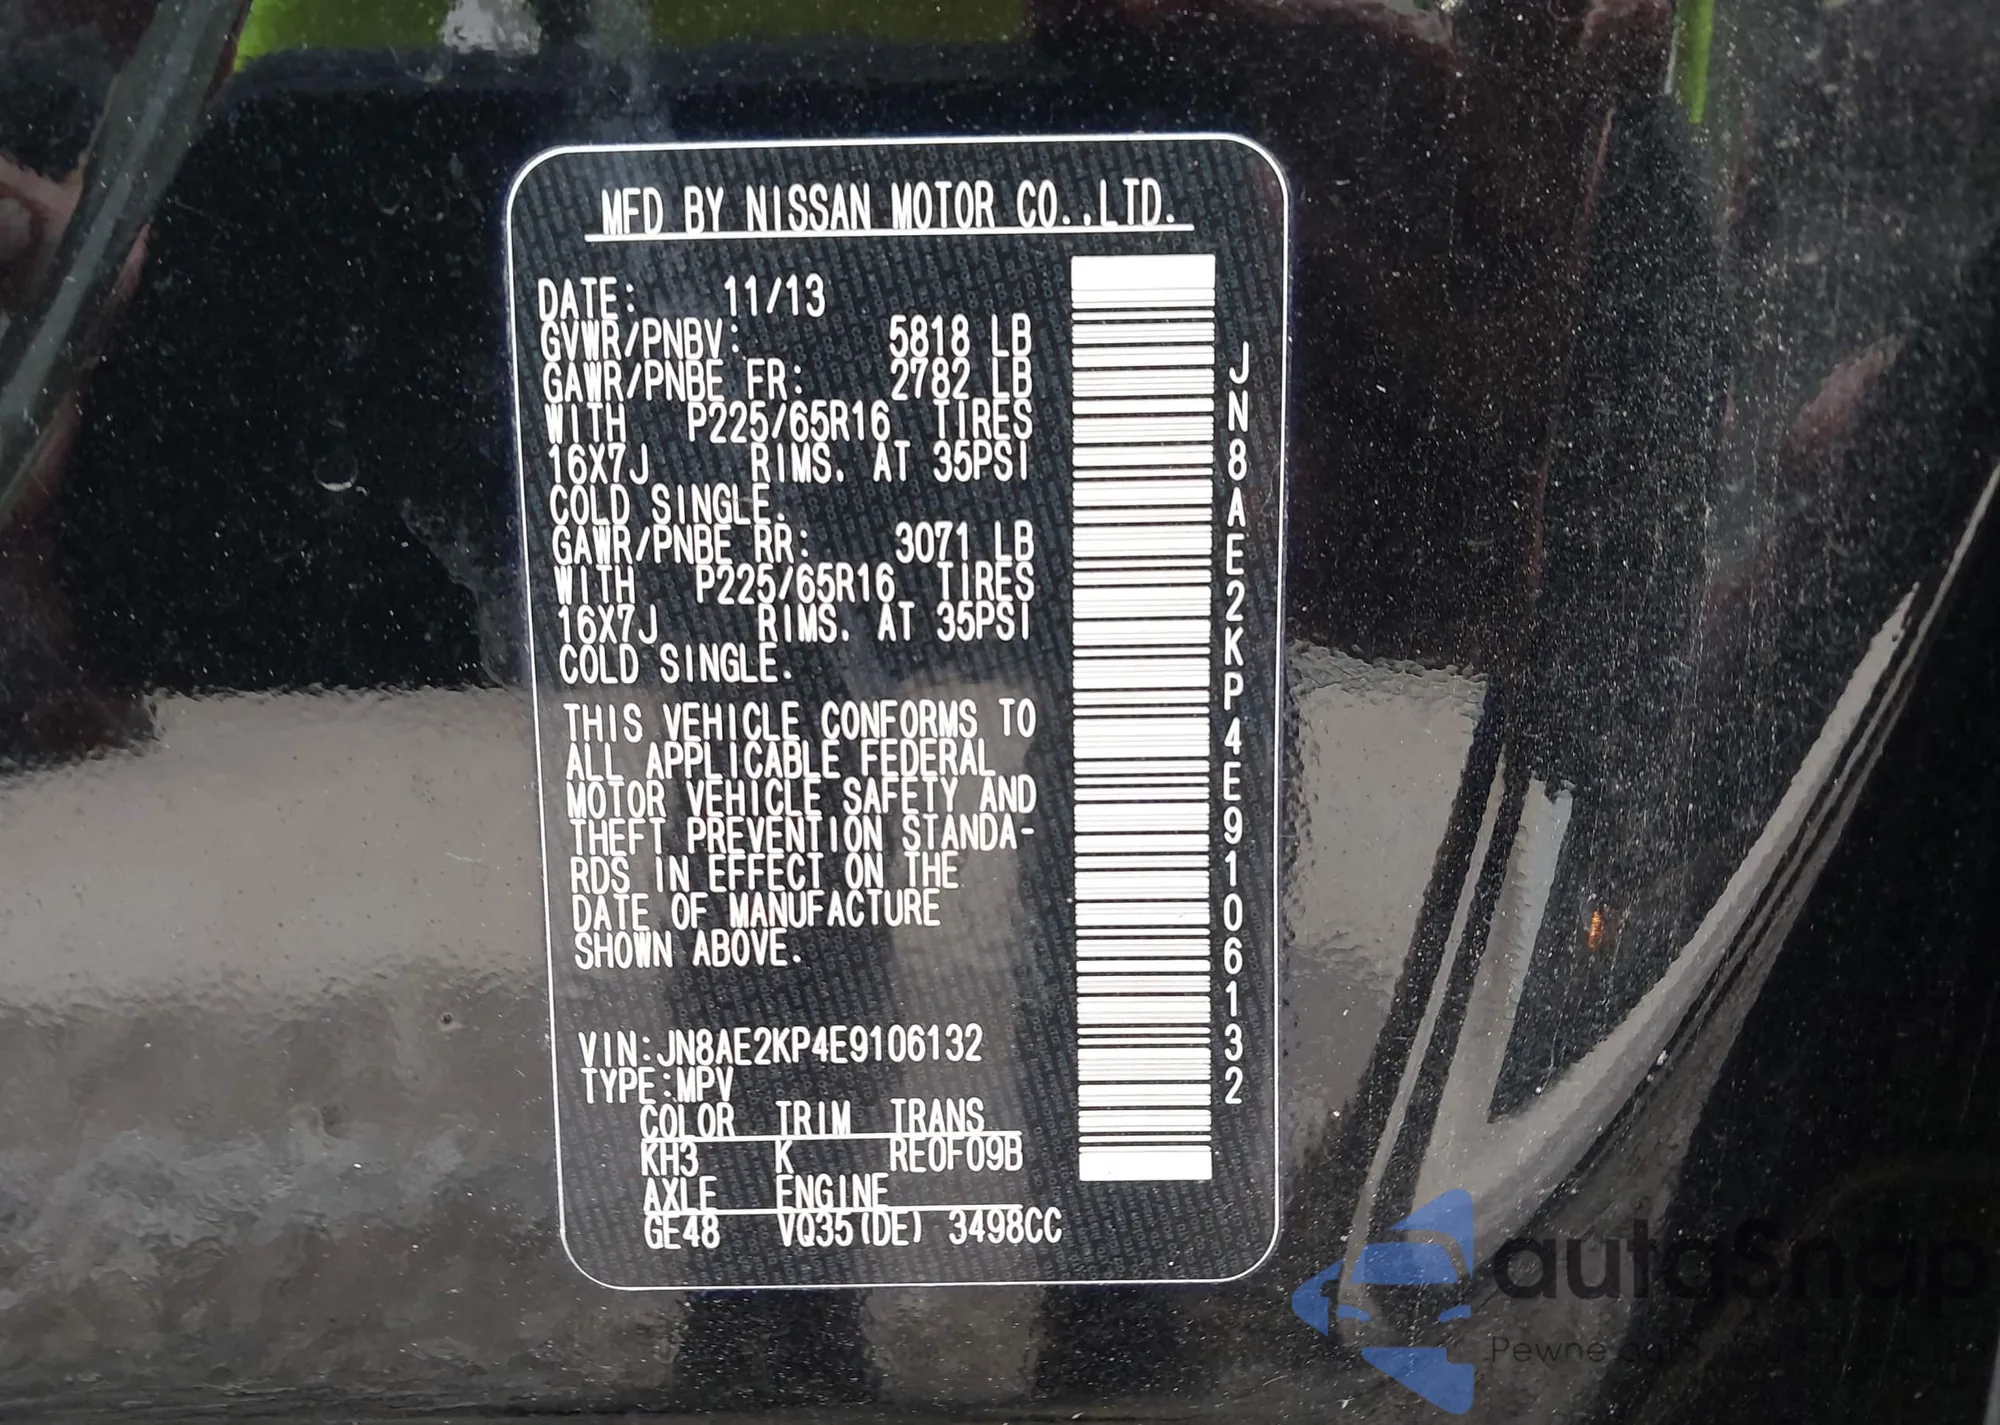 MFD BY NISSAN MOTOR CO.,LTD.
DATE: 11/13
GVWR/PNBV: 5818 LB
GAWR/PNBE FR: 2782 LB
WITH P225/65R16 TIRES
16X7J RIMS. AT 35PSI
COLD SINGLE.
GAWR/PNBE RR: 3071 LB
WITH P225/65R16 TIRES
16X7J RIMS. AT 35PSI
COLD SINGLE.
THIS VEHICLE CONFORMS TO
ALL APPLICABLE FEDERAL
MOTOR VEHICLE SAFETY AND
THEFT PREVENTION STANDA-
RDS IN EFFECT ON THE
DATE OF MANUFACTURE
SHOWN ABOVE.
VIN:JN8AE2KP4E9106132
TYPE:MPV
COLOR TRIM TRANS
KH3 K RE0F09B
AXLE ENGINE
GE48 VQ35(DE) 3498CC
JN8AE2KP4E9106132
autosnap
Pewne auto